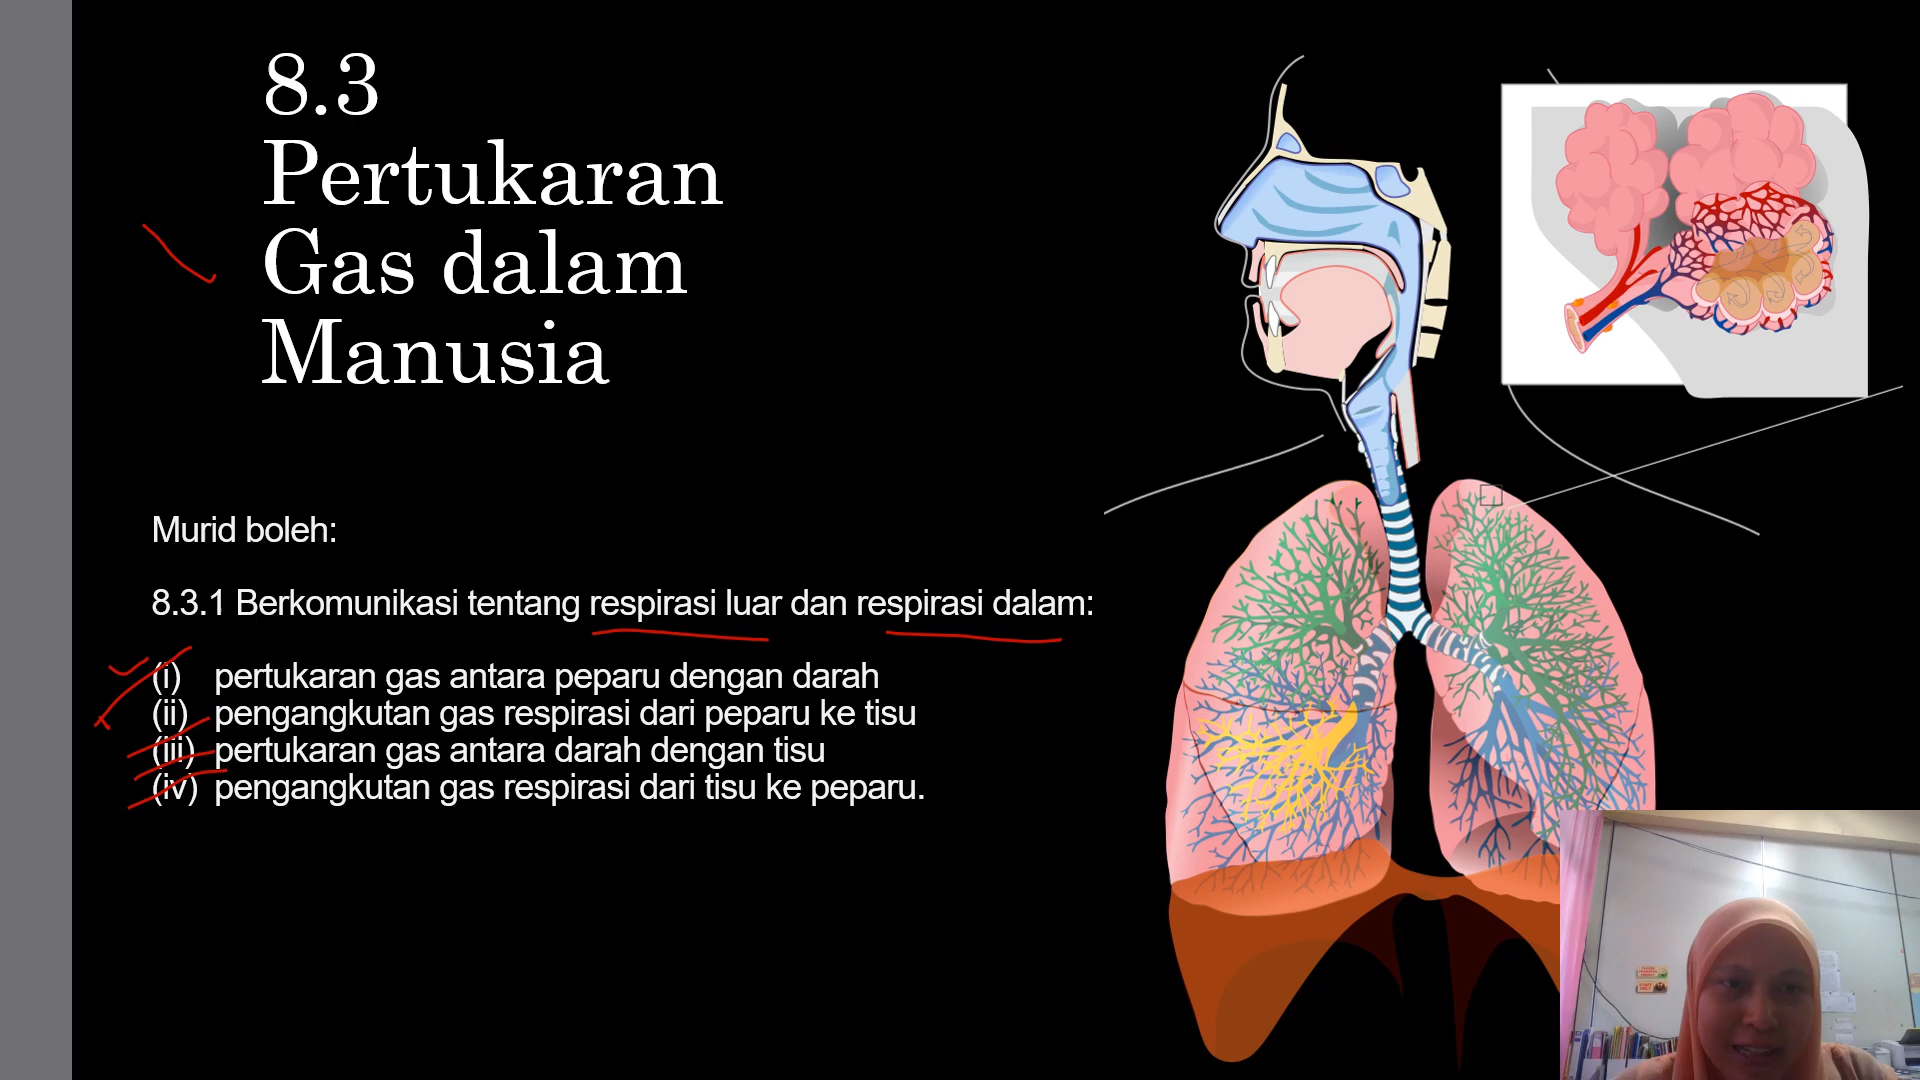 8.3
Pertukaran
Gas dalam
Manusia
Murid boleh:
8.3.1 Berkomunikasi tentang respirasi luar dan respirasi dalam:
(i) pertukaran gas antara peparu dengan darah
(ii) pengangkutan gas respirasi dari peparu ke tisu
(iii) pertukaran gas antara darah dengan tisu
(iv) pengangkutan gas respirasi dari tisu ke peparu.